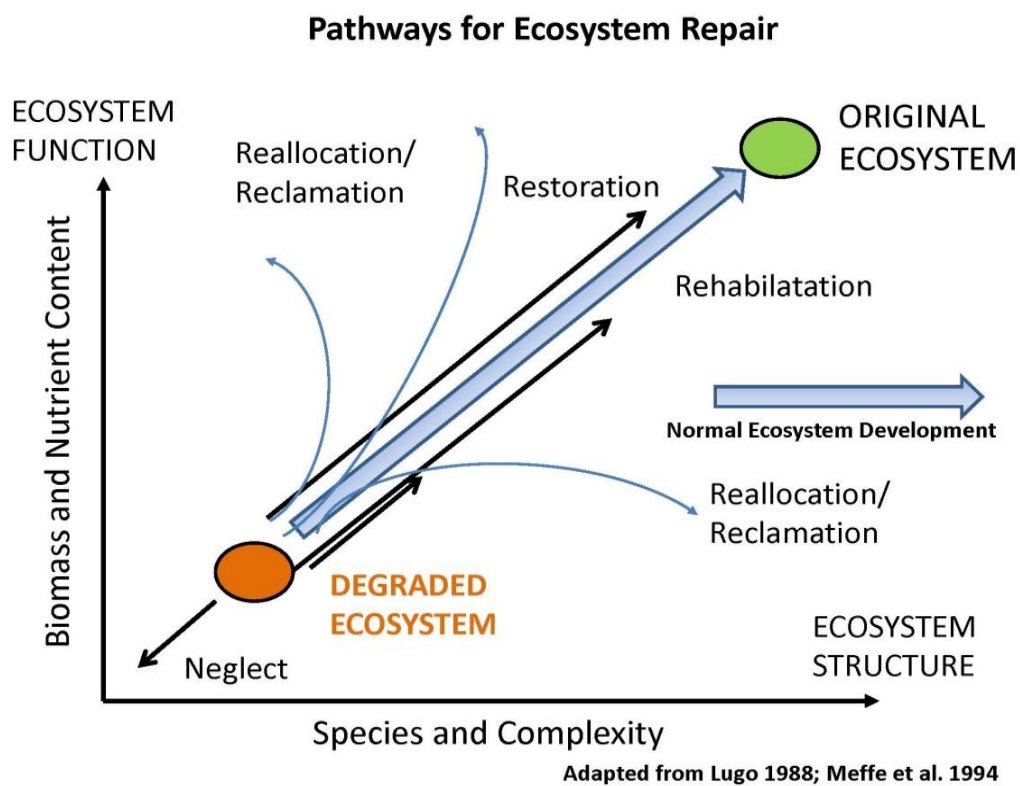 Pathways for Ecosystem Repair
ECOSYSTEM
FUNCTION
Reallocation/
Reclamation
Restoration
ORIGINAL
ECOSYSTEM
Rehabilatation
Biomass and Nutrient Content
Normal Ecosystem Development
Reallocation/
Reclamation
DEGRADED
ECOSYSTEM
Neglect
ECOSYSTEM
STRUCTURE
Species and Complexity
Adapted from Lugo 1988; Meffe et al. 1994